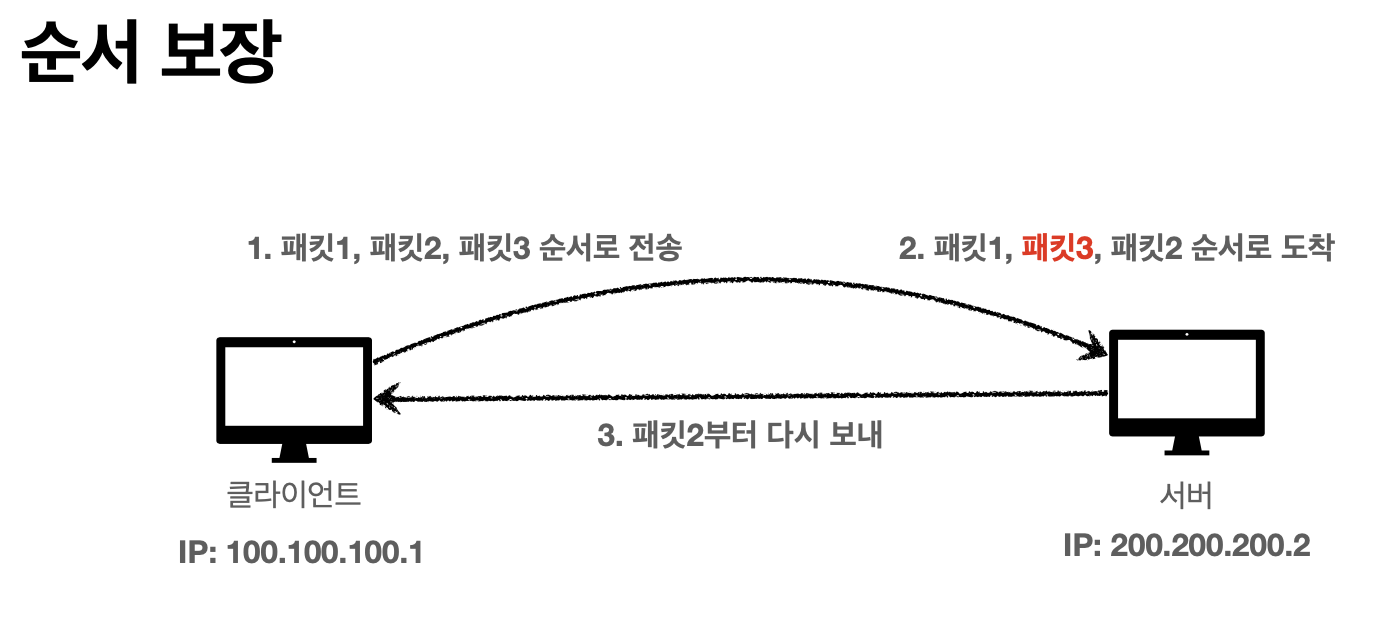 순서 보장
1. 패킷1, 패킷2, 패킷3 순서로 전송
2. 패킷1, 패킷3, 패킷2 순서로 도착
3. 패킷2부터 다시 보내
클라이언트
IP: 100.100.100.1
서버
IP: 200.200.200.2